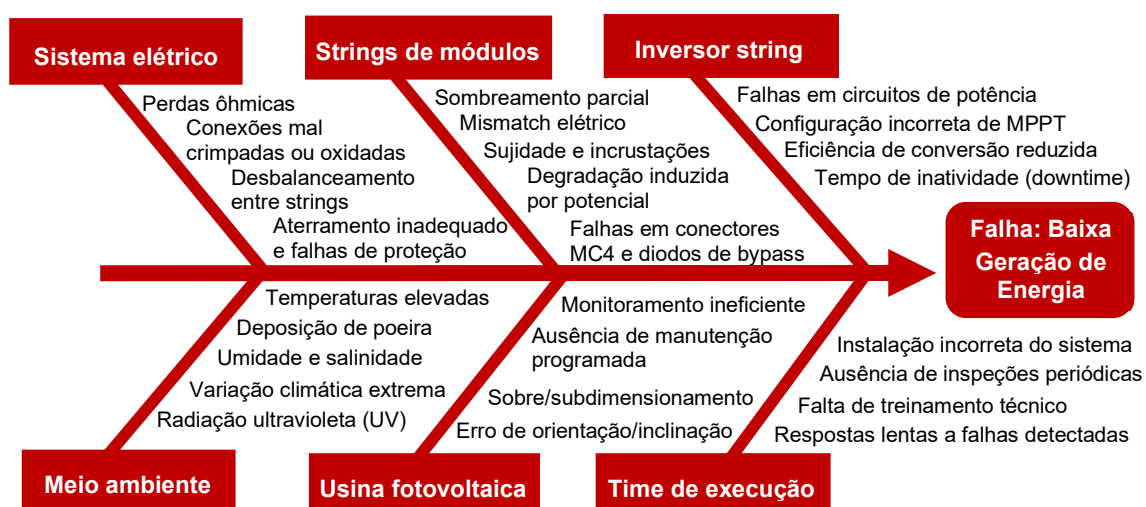 Sistema elétrico
Strings de módulos
Inversor string
Perdas ôhmicas
Conexões mal
crimpadas ou oxidadas
Desbalanceamento
entre strings
Aterramento inadequado
e falhas de proteção
Sombreamento parcial
Mismatch elétrico
Sujidade e incrustações
Degradação induzida
por potencial
Falhas em conectores
MC4 e diodos de bypass
Falhas em circuitos de potência
Configuração incorreta de MPPT
Eficiência de conversão reduzida
Tempo de inatividade (downtime)
Falha: Baixa
Geração de
Energia
Temperaturas elevadas
Deposição de poeira
Umidade e salinidade
Variação climática extrema
Radiação ultravioleta (UV)
Monitoramento ineficiente
Ausência de manutenção
programada
Sobre/subdimensionamento
Erro de orientação/inclinação
Instalação incorreta do sistema
Ausência de inspeções periódicas
Falta de treinamento técnico
Respostas lentas a falhas detectadas
Meio ambiente
Usina fotovoltaica
Time de execução